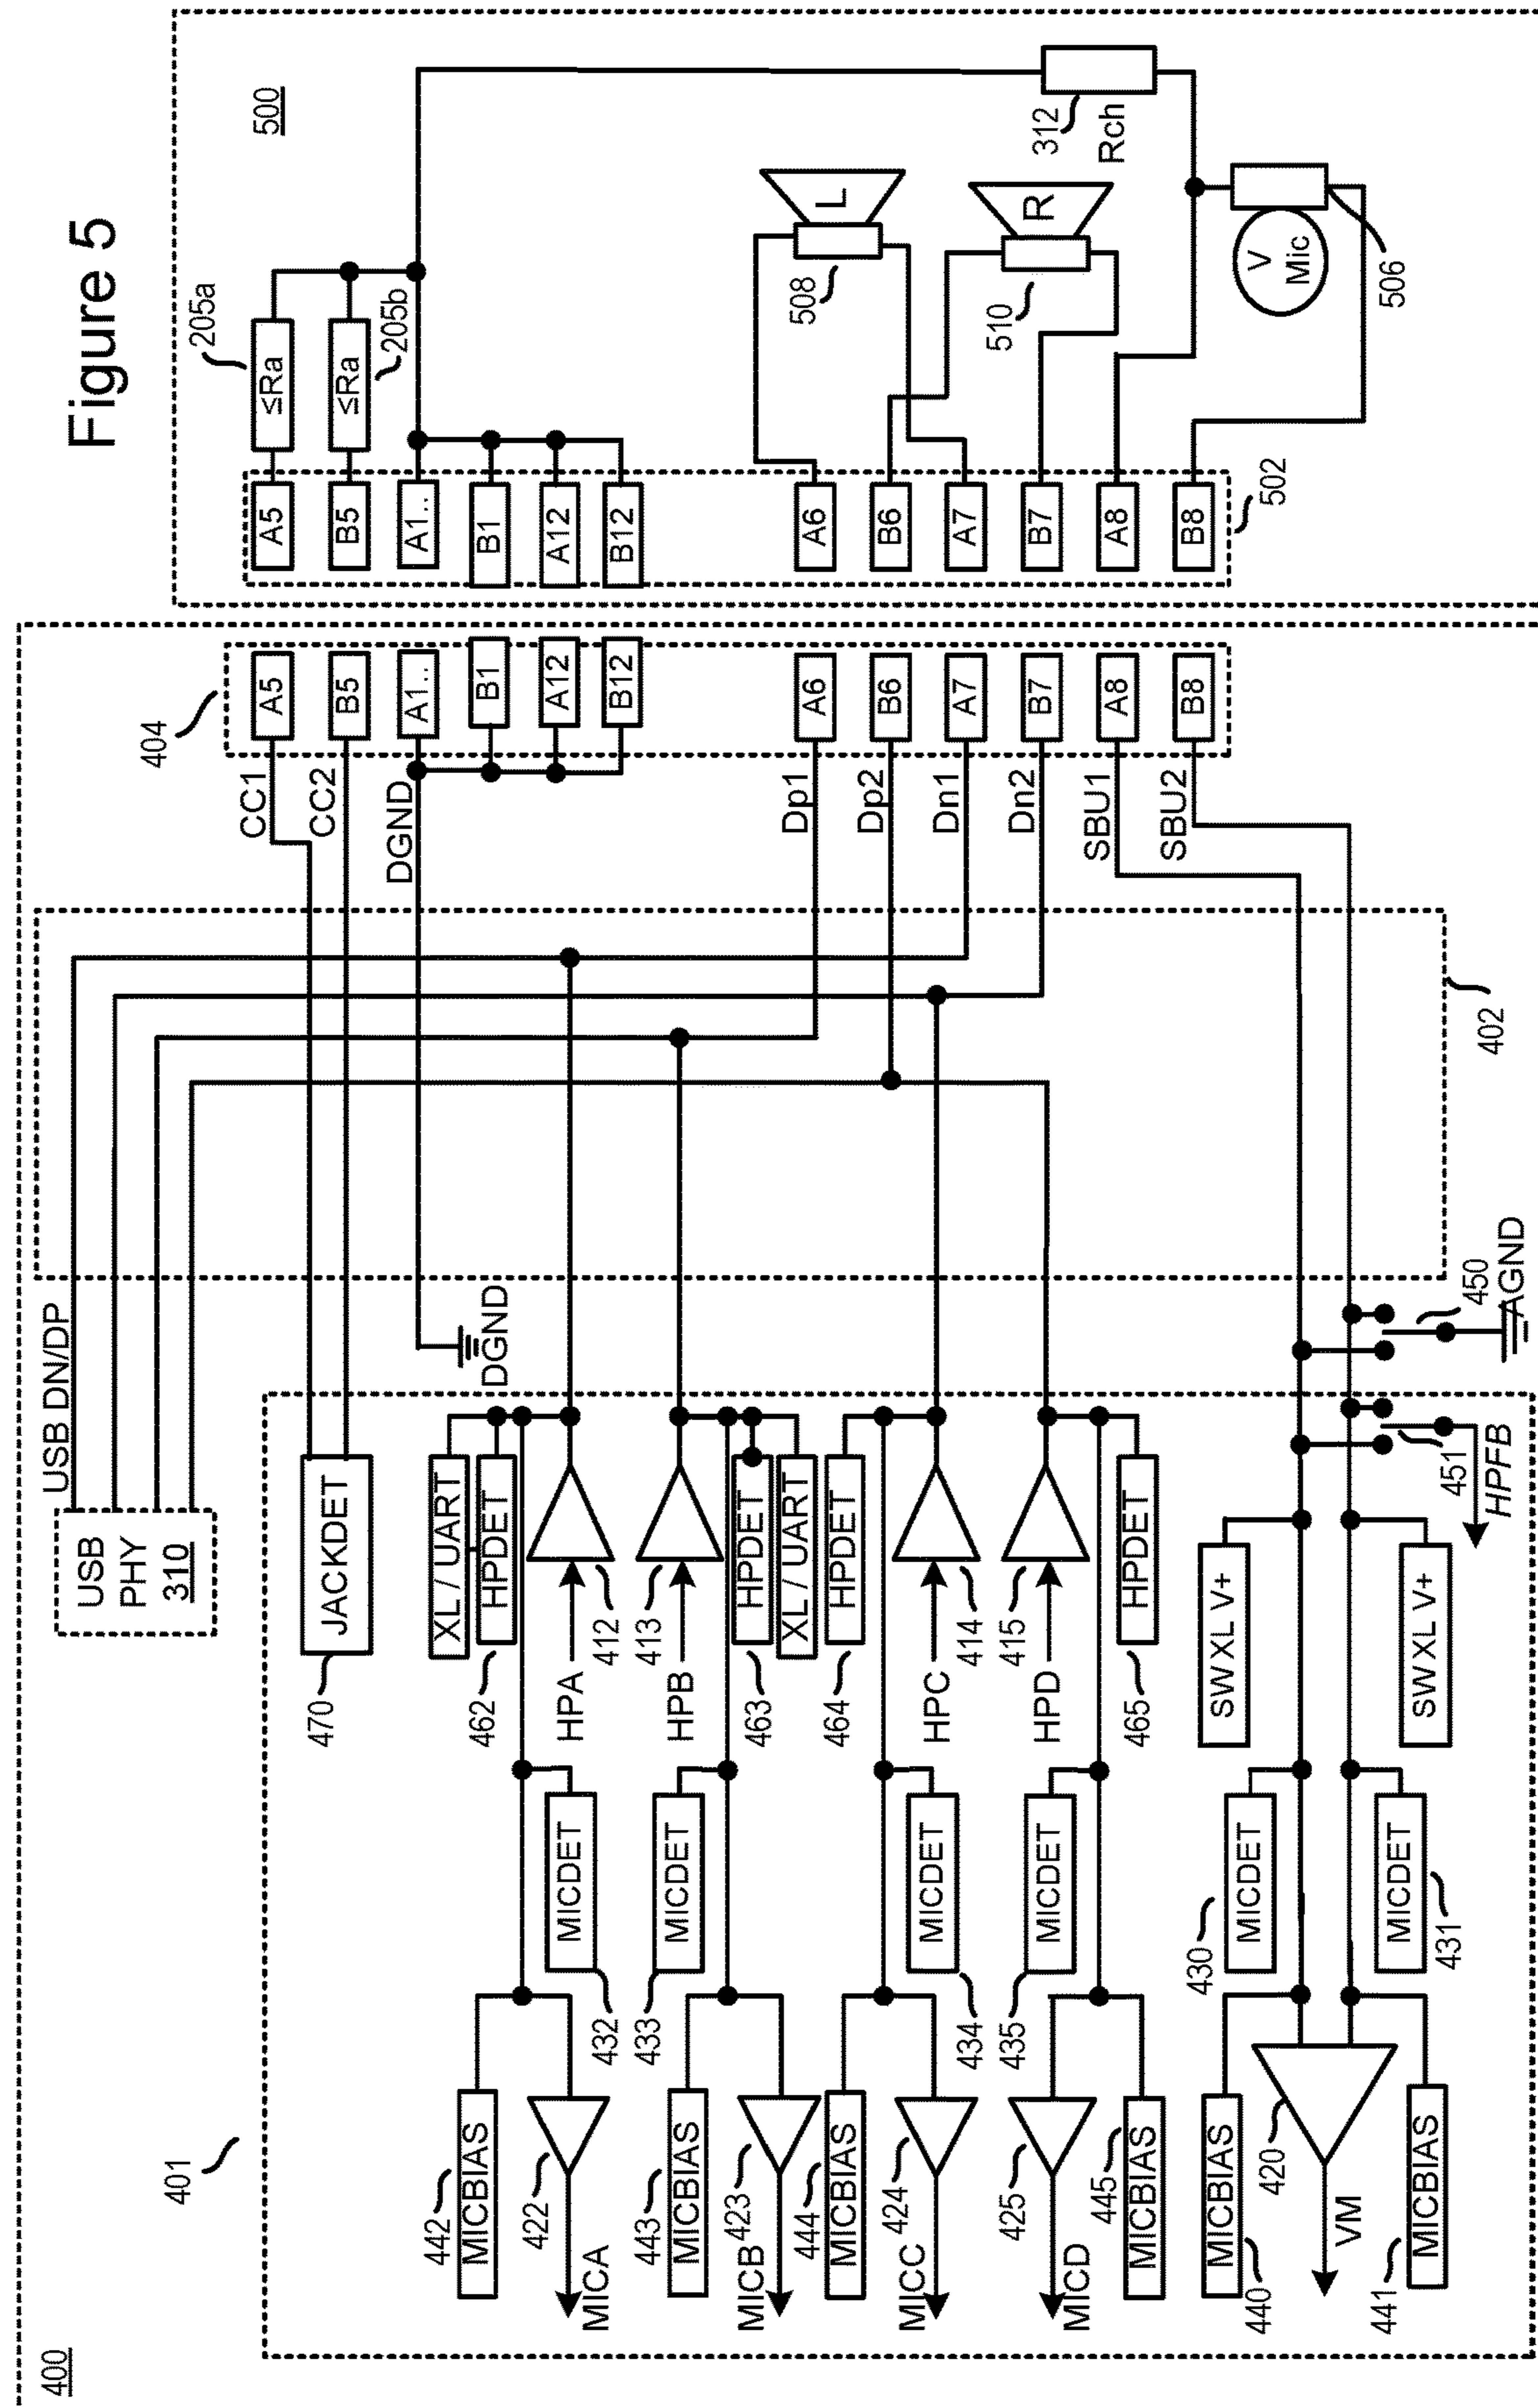 Figure 5
400
401
402
404
500
502
USB DN/DP
USB
PHY
310
JACKDET
470
XL / UART
HPDET
462
HPA
412
413
HPB
HPDET
463
XL / UART
HPDET
464
HPC
414
415
HPD
HPDET
465
MICDET
432
MICDET
433
MICDET
434
MICDET
435
442
MICBIAS
422
MICA
443
MICBIAS
423
MICB
444
MICBIAS
424
MICC
425
MICD
445
MICBIAS
SW XL V+
SW XL V+
MICDET
430
MICDET
431
MICBIAS
440
420
VM
MICBIAS
441
450
AGND
451
HPFB
DGND
CC1
CC2
DGND
Dp1
Dp2
Dn1
Dn2
SBU1
SBU2
A5
B5
A1..
B1
A12
B12
A6
B6
A7
B7
A8
B8
A5
B5
A1..
B1
A12
B12
A6
B6
A7
B7
A8
B8
205a
≤Ra
≤Ra
205b
L
508
R
510
312
Rch
V
Mic
506